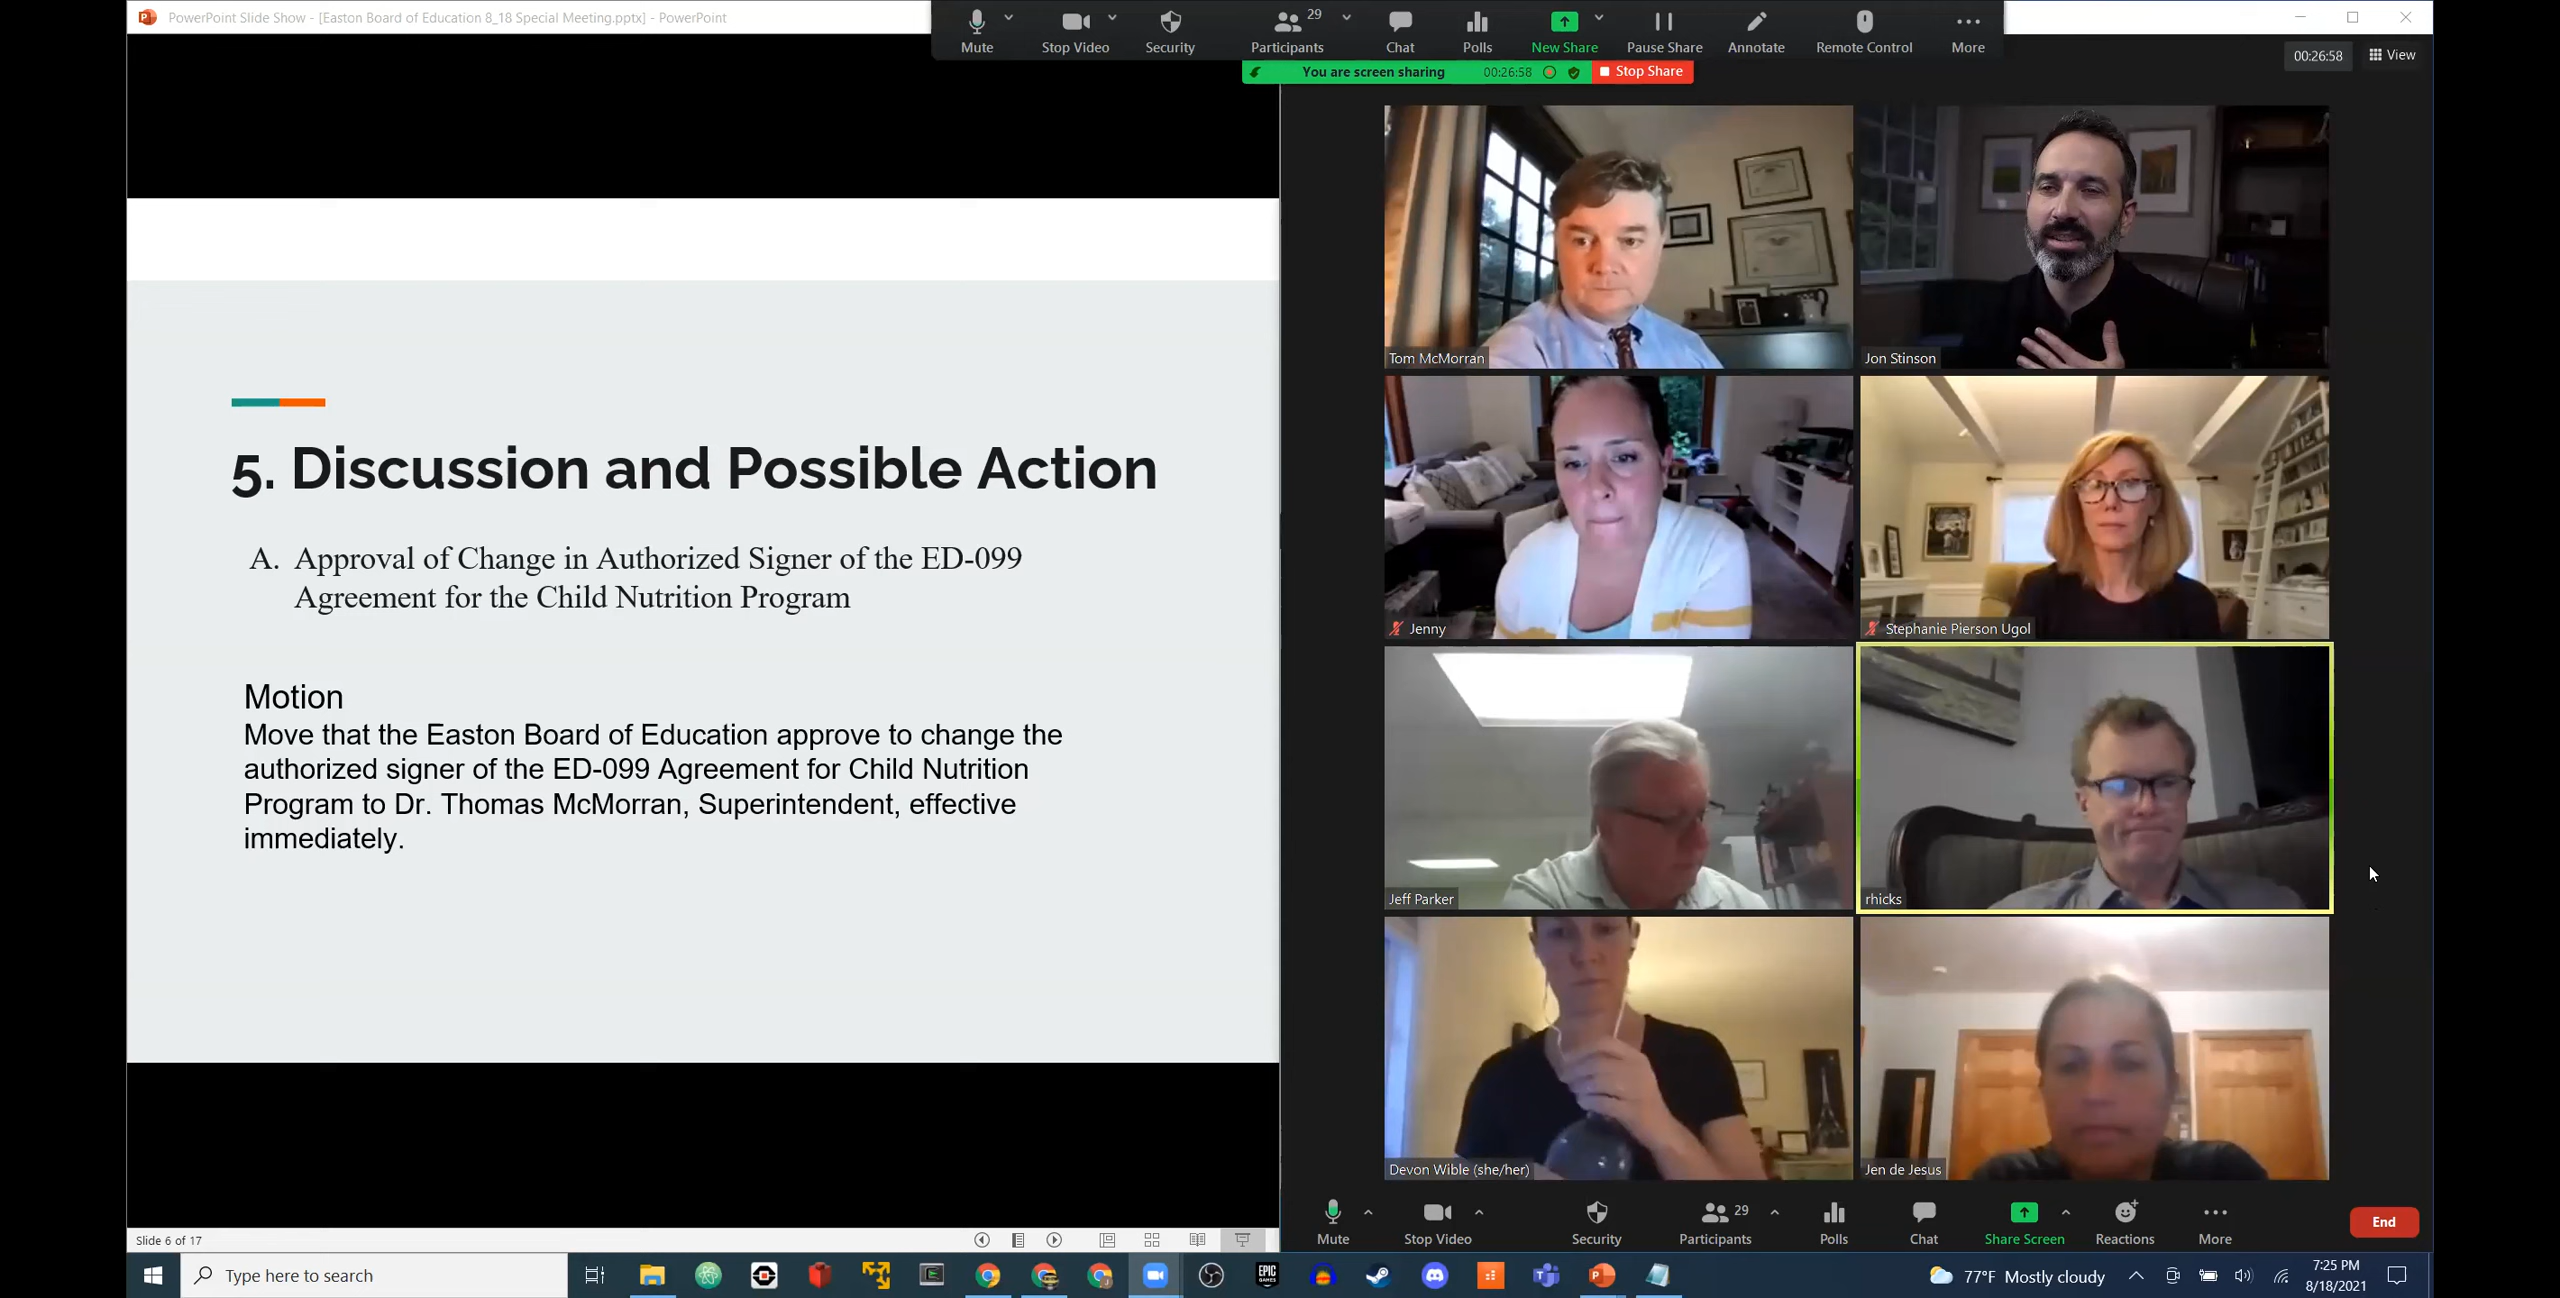 PowerPoint Slide Show - [Easton Board of Education 8_18 Special Meeting.pptx] - PowerPoint
Mute
Stop Video
Security
Participants
29
Chat
Polls
New Share
Pause Share
Annotate
Remote Control
More
You are screen sharing
00:26:58
Stop Share
00:26:58
View
5. Discussion and Possible Action
A. Approval of Change in Authorized Signer of the ED-099
Agreement for the Child Nutrition Program
Motion
Move that the Easton Board of Education approve to change the
authorized signer of the ED-099 Agreement for Child Nutrition
Program to Dr. Thomas McMorran, Superintendent, effective
immediately.
Tom McMorran
Jon Stinson
Jenny
Stephanie Pierson Ugol
Jeff Parker
rhicks
Devon Wible (she/her)
Jen de Jesus
Mute
Stop Video
Security
Participants
29
Polls
Chat
Share Screen
Reactions
More
End
Slide 6 of 17
Type here to search
EPIC
GAMES
77°F Mostly cloudy
7:25 PM
8/18/2021